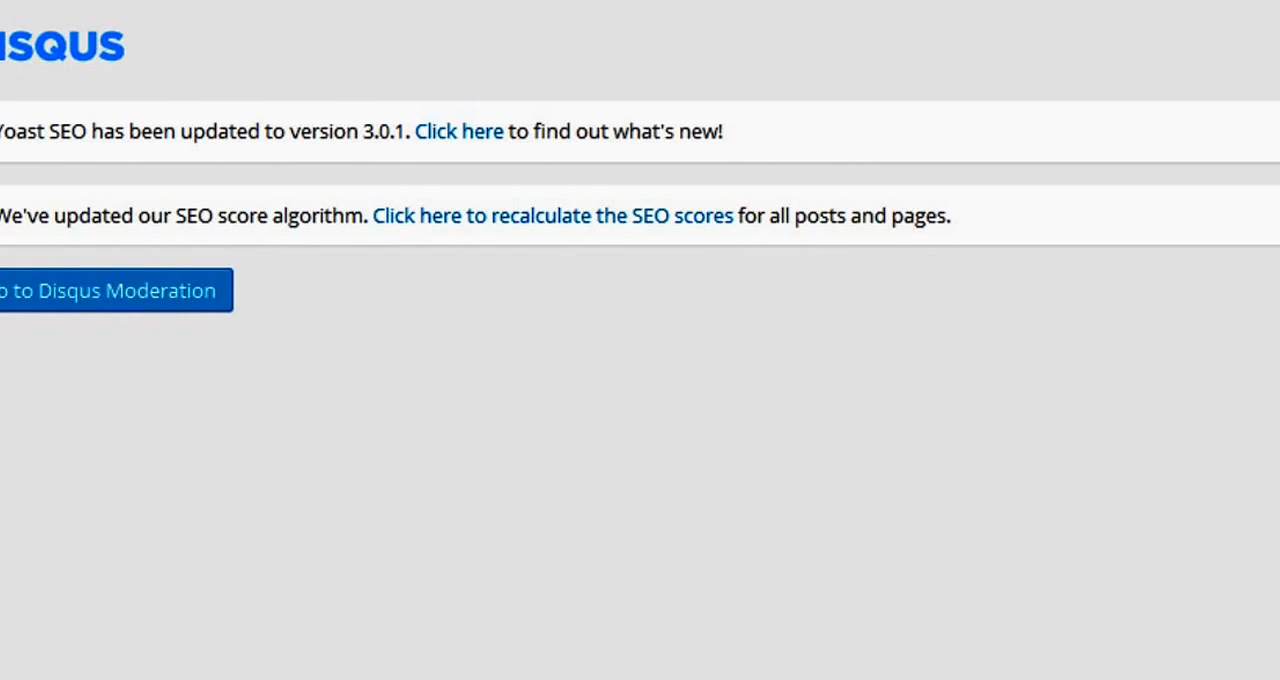 ISQUS
Yoast SEO has been updated to version 3.0.1. Click here to find out what's new!
We've updated our SEO score algorithm. Click here to recalculate the SEO scores for all posts and pages.
o to Disqus Moderation